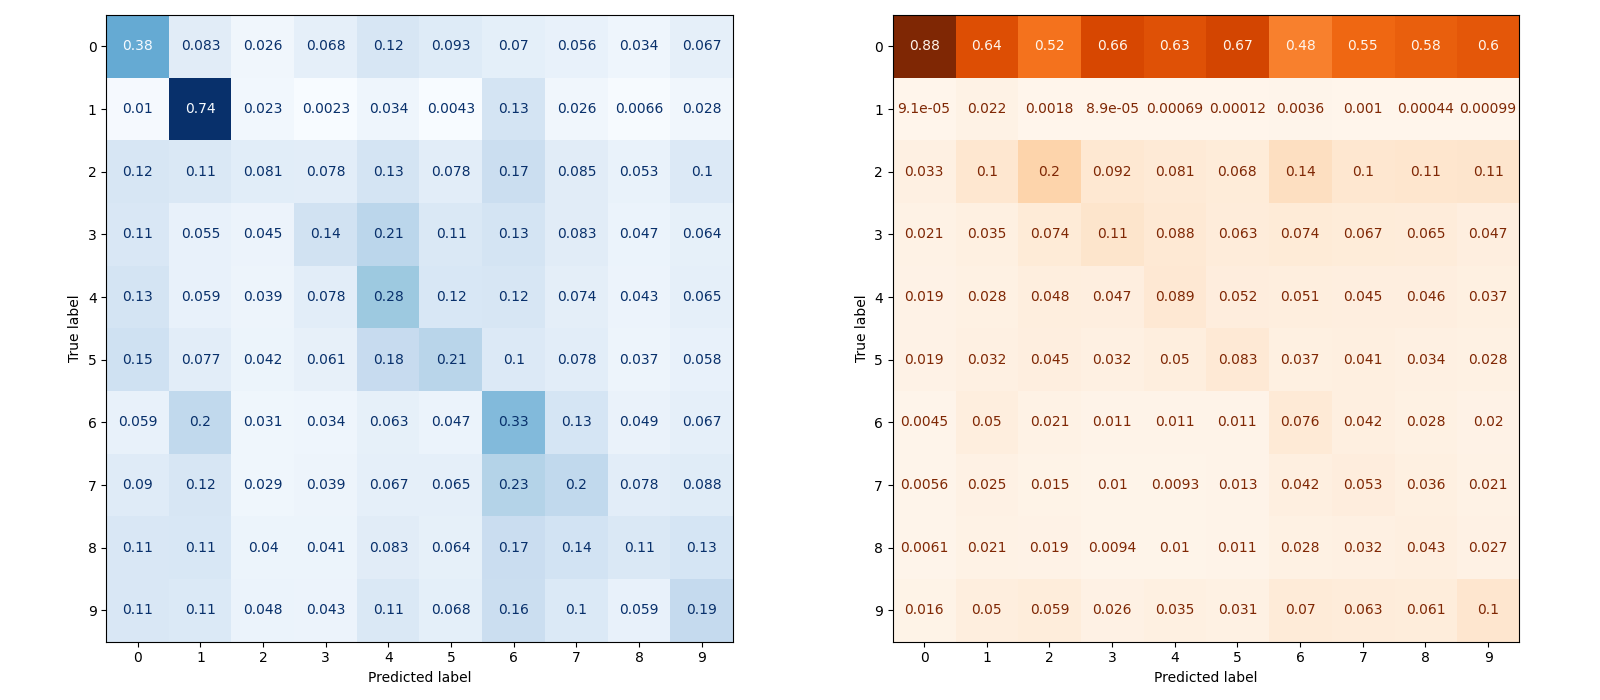 0 0.38 0.083 0.026 0.068 0.12 0.093 0.07 0.056 0.034 0.067
1 0.01 0.74 0.023 0.0023 0.034 0.0043 0.13 0.026 0.0066 0.028
2 0.12 0.11 0.081 0.078 0.13 0.078 0.17 0.085 0.053 0.1
3 0.11 0.055 0.045 0.14 0.21 0.11 0.13 0.083 0.047 0.064
4 0.13 0.059 0.039 0.078 0.28 0.12 0.12 0.074 0.043 0.065
True label
5 0.15 0.077 0.042 0.061 0.18 0.21 0.1 0.078 0.037 0.058
6 0.059 0.2 0.031 0.034 0.063 0.047 0.33 0.13 0.049 0.067
7 0.09 0.12 0.029 0.039 0.067 0.065 0.23 0.2 0.078 0.088
8 0.11 0.11 0.04 0.041 0.083 0.064 0.17 0.14 0.11 0.13
9 0.11 0.11 0.048 0.043 0.11 0.068 0.16 0.1 0.059 0.19
0 1 2 3 4 5 6 7 8 9
Predicted label
0 0.88 0.64 0.52 0.66 0.63 0.67 0.48 0.55 0.58 0.6
1 9.1e-05 0.022 0.0018 8.9e-05 0.00069 0.00012 0.0036 0.001 0.00044 0.00099
2 0.033 0.1 0.2 0.092 0.081 0.068 0.14 0.1 0.11 0.11
3 0.021 0.035 0.074 0.11 0.088 0.063 0.074 0.067 0.065 0.047
4 0.019 0.028 0.048 0.047 0.089 0.052 0.051 0.045 0.046 0.037
True label
5 0.019 0.032 0.045 0.032 0.05 0.083 0.037 0.041 0.034 0.028
6 0.0045 0.05 0.021 0.011 0.011 0.011 0.076 0.042 0.028 0.02
7 0.0056 0.025 0.015 0.01 0.0093 0.013 0.042 0.053 0.036 0.021
8 0.0061 0.021 0.019 0.0094 0.01 0.011 0.028 0.032 0.043 0.027
9 0.016 0.05 0.059 0.026 0.035 0.031 0.07 0.063 0.061 0.1
0 1 2 3 4 5 6 7 8 9
Predicted label